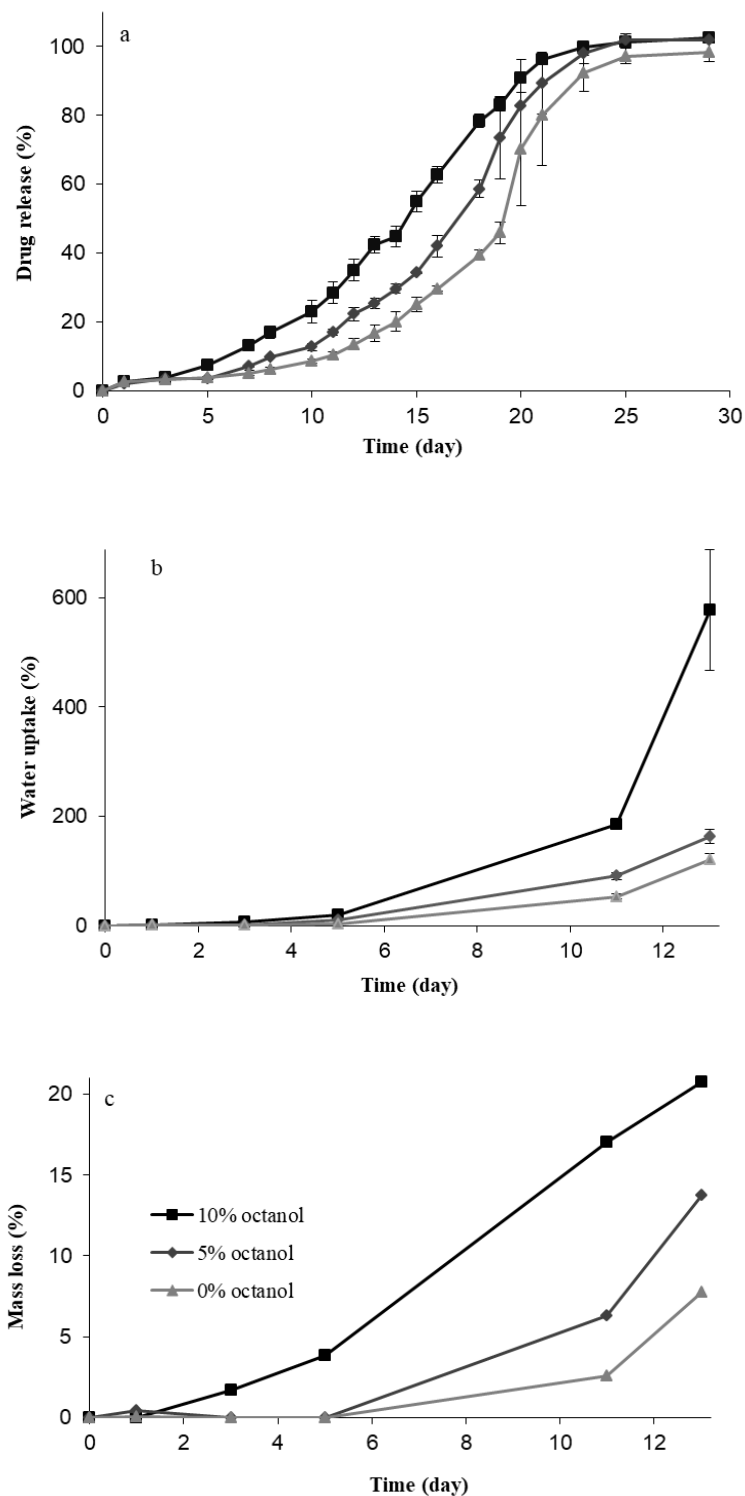 a
100
80
60
40
20
0
Drug release (%)
0 5 10 15 20 25 30
Time (day)
b
600
400
200
0
Water uptake (%)
0 2 4 6 8 10 12
Time (day)
c
20
15
10
5
0
Mass loss (%)
10% octanol
5% octanol
0% octanol
0 2 4 6 8 10 12
Time (day)